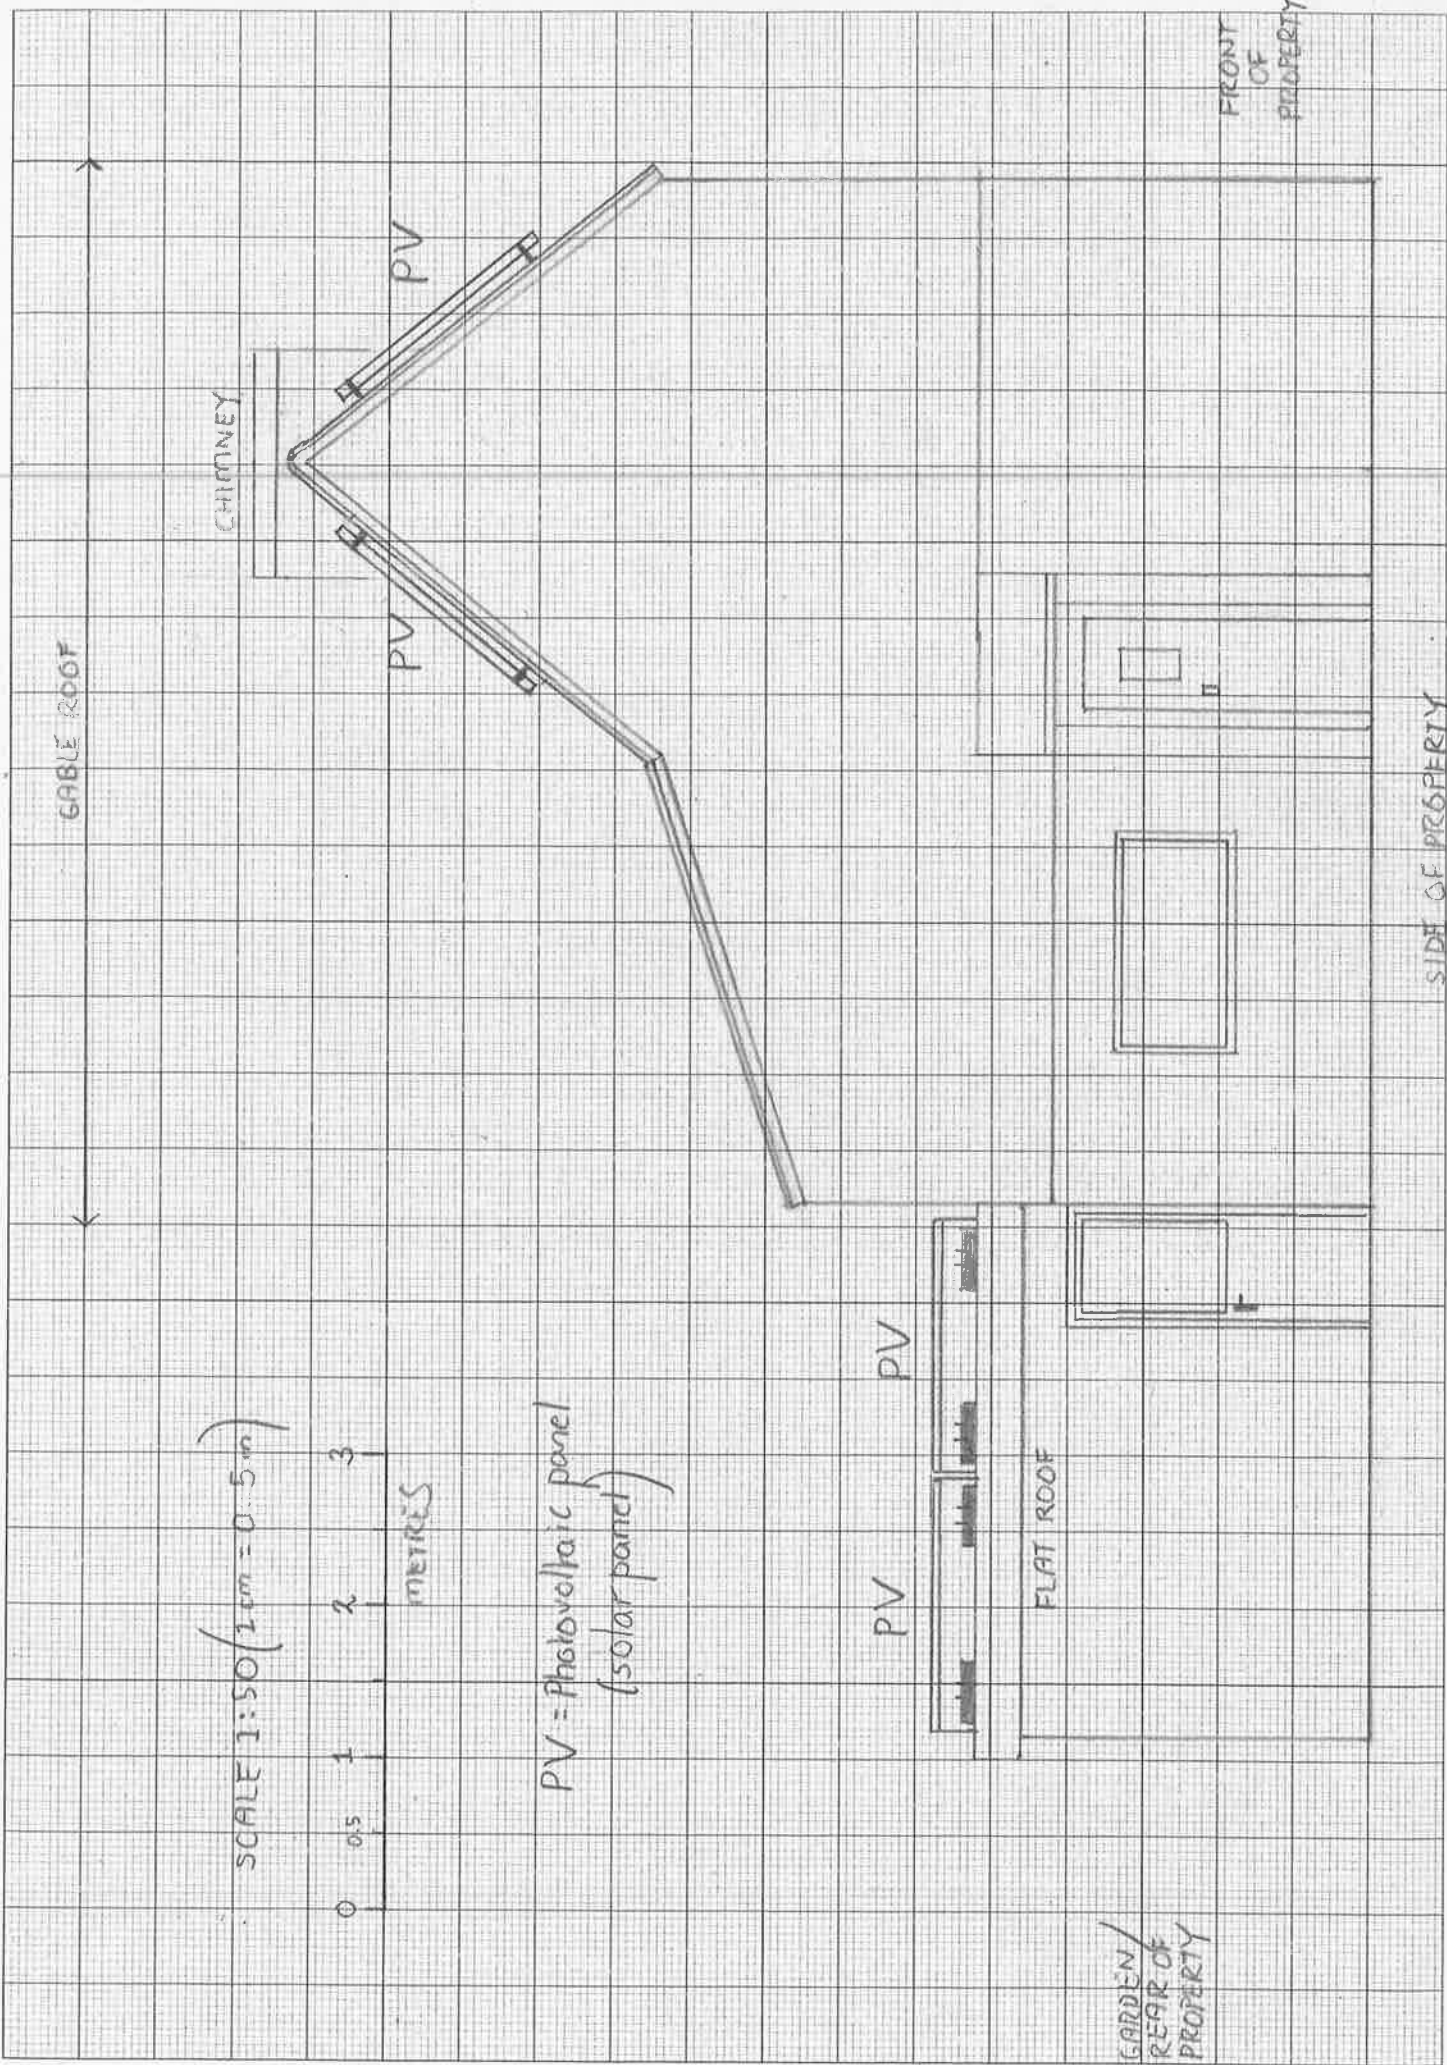 GABLE ROOF
CHIMNEY
SCALE 1:50 (1cm = 0.5m)
0 0.5 1 2 3
METRES
PV
PV
PV = Photovoltaic panel
(solar panel)
PV
PV
FLAT ROOF
GARDEN/
REAR OF
PROPERTY
SIDE OF PROPERTY
FRONT
OF
PROPERTY